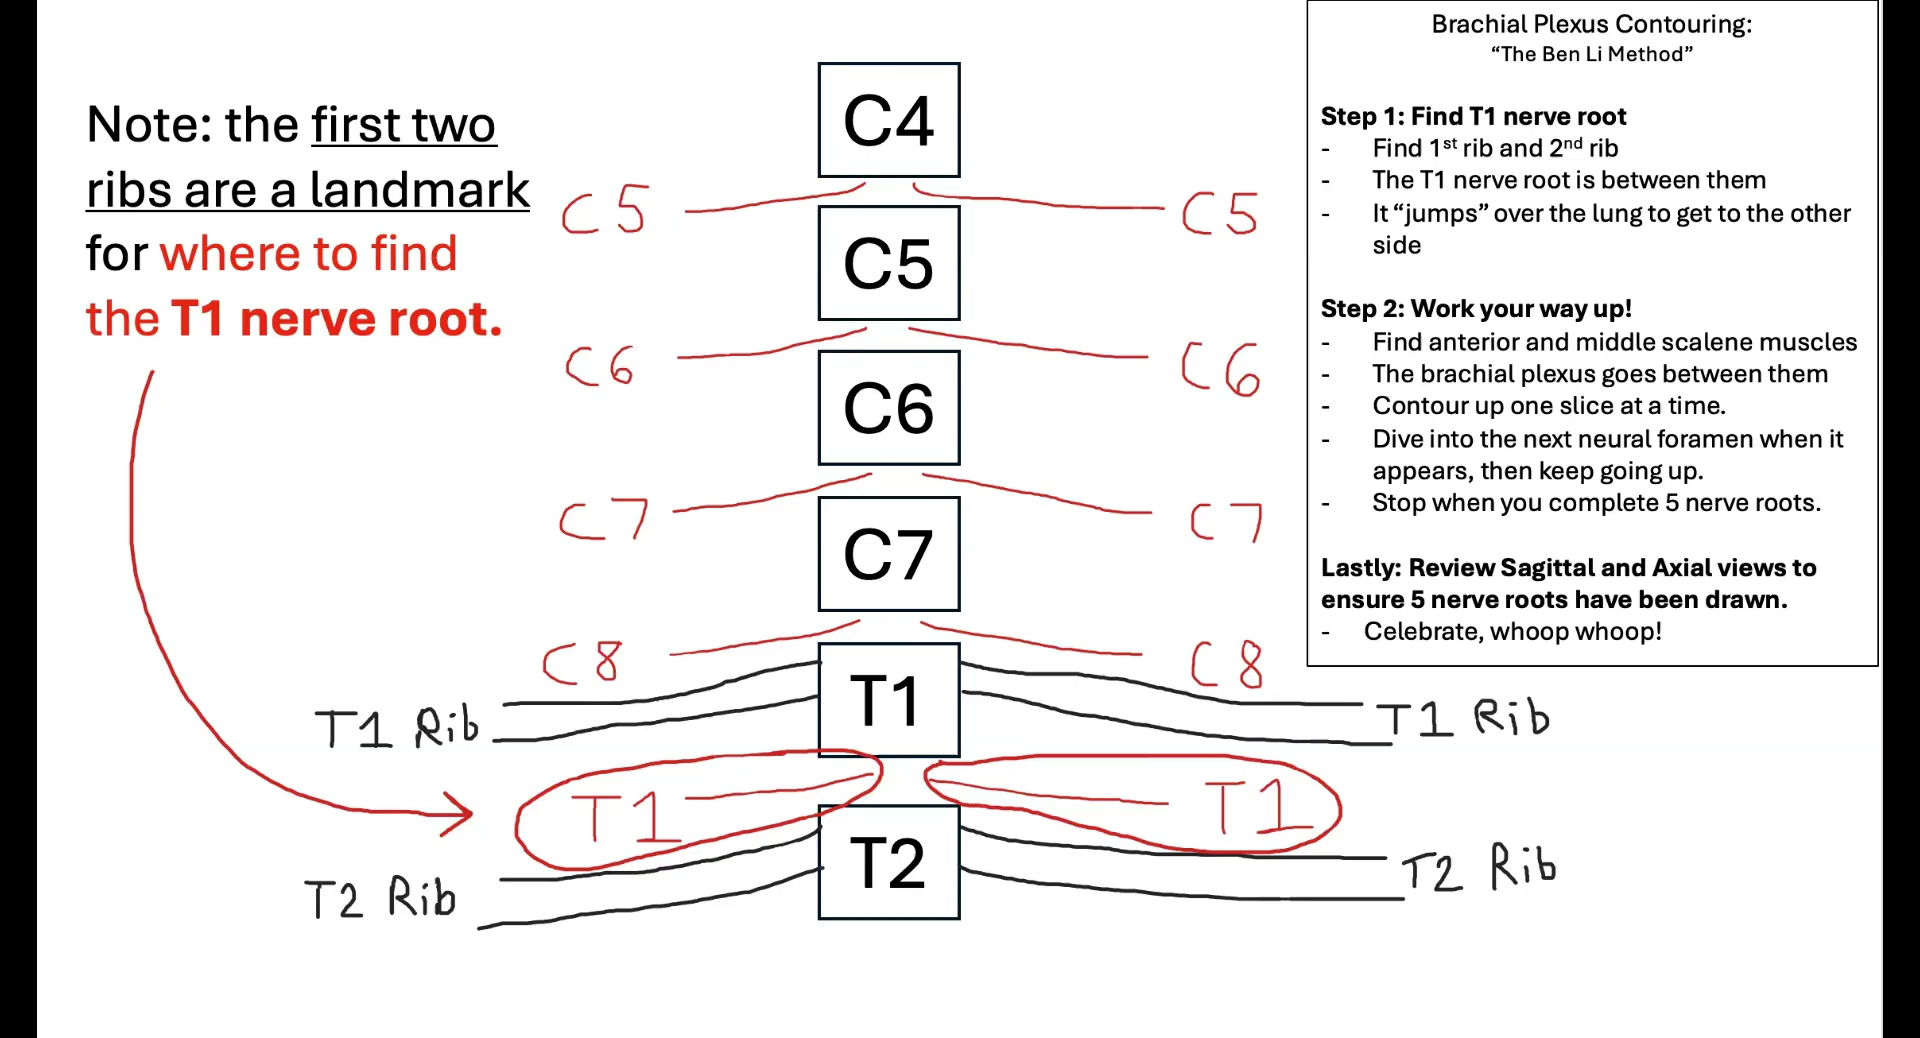 Note: the first two
ribs are a landmark
for where to find
the T1 nerve root.
C4
C5 C5
C5
C6 C6
C6
C7 C7
C7
C8 C8
T1
T1 Rib T1 Rib
T1 T1
T2
T2 Rib T2 Rib
Brachial Plexus Contouring:
“The Ben Li Method”
Step 1: Find T1 nerve root
- Find 1st rib and 2nd rib
- The T1 nerve root is between them
- It “jumps” over the lung to get to the other
side
Step 2: Work your way up!
- Find anterior and middle scalene muscles
- The brachial plexus goes between them
- Contour up one slice at a time.
- Dive into the next neural foramen when it
appears, then keep going up.
- Stop when you complete 5 nerve roots.
Lastly: Review Sagittal and Axial views to
ensure 5 nerve roots have been drawn.
- Celebrate, whoop whoop!